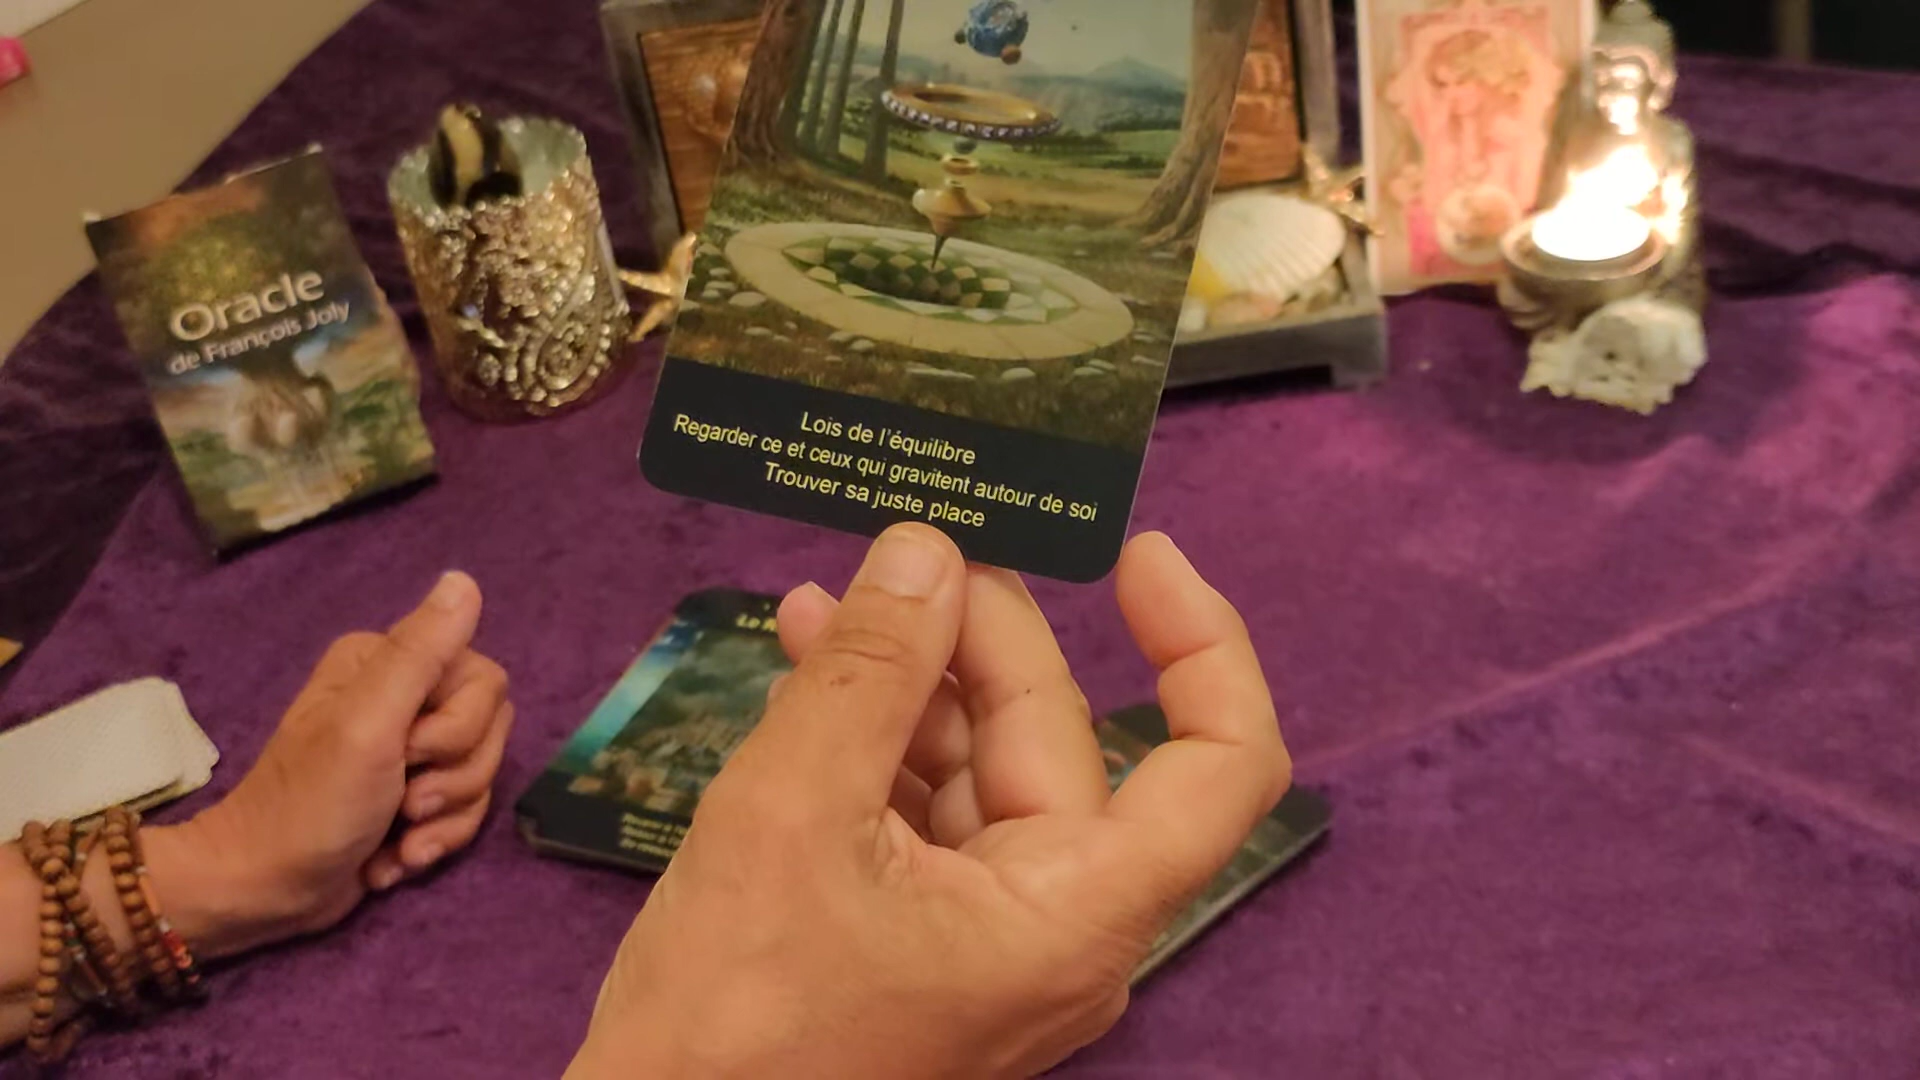 Oracle
de François Joly
Lois de l'équilibre
Regarder ce et ceux qui gravitent autour de soi
Trouver sa juste place